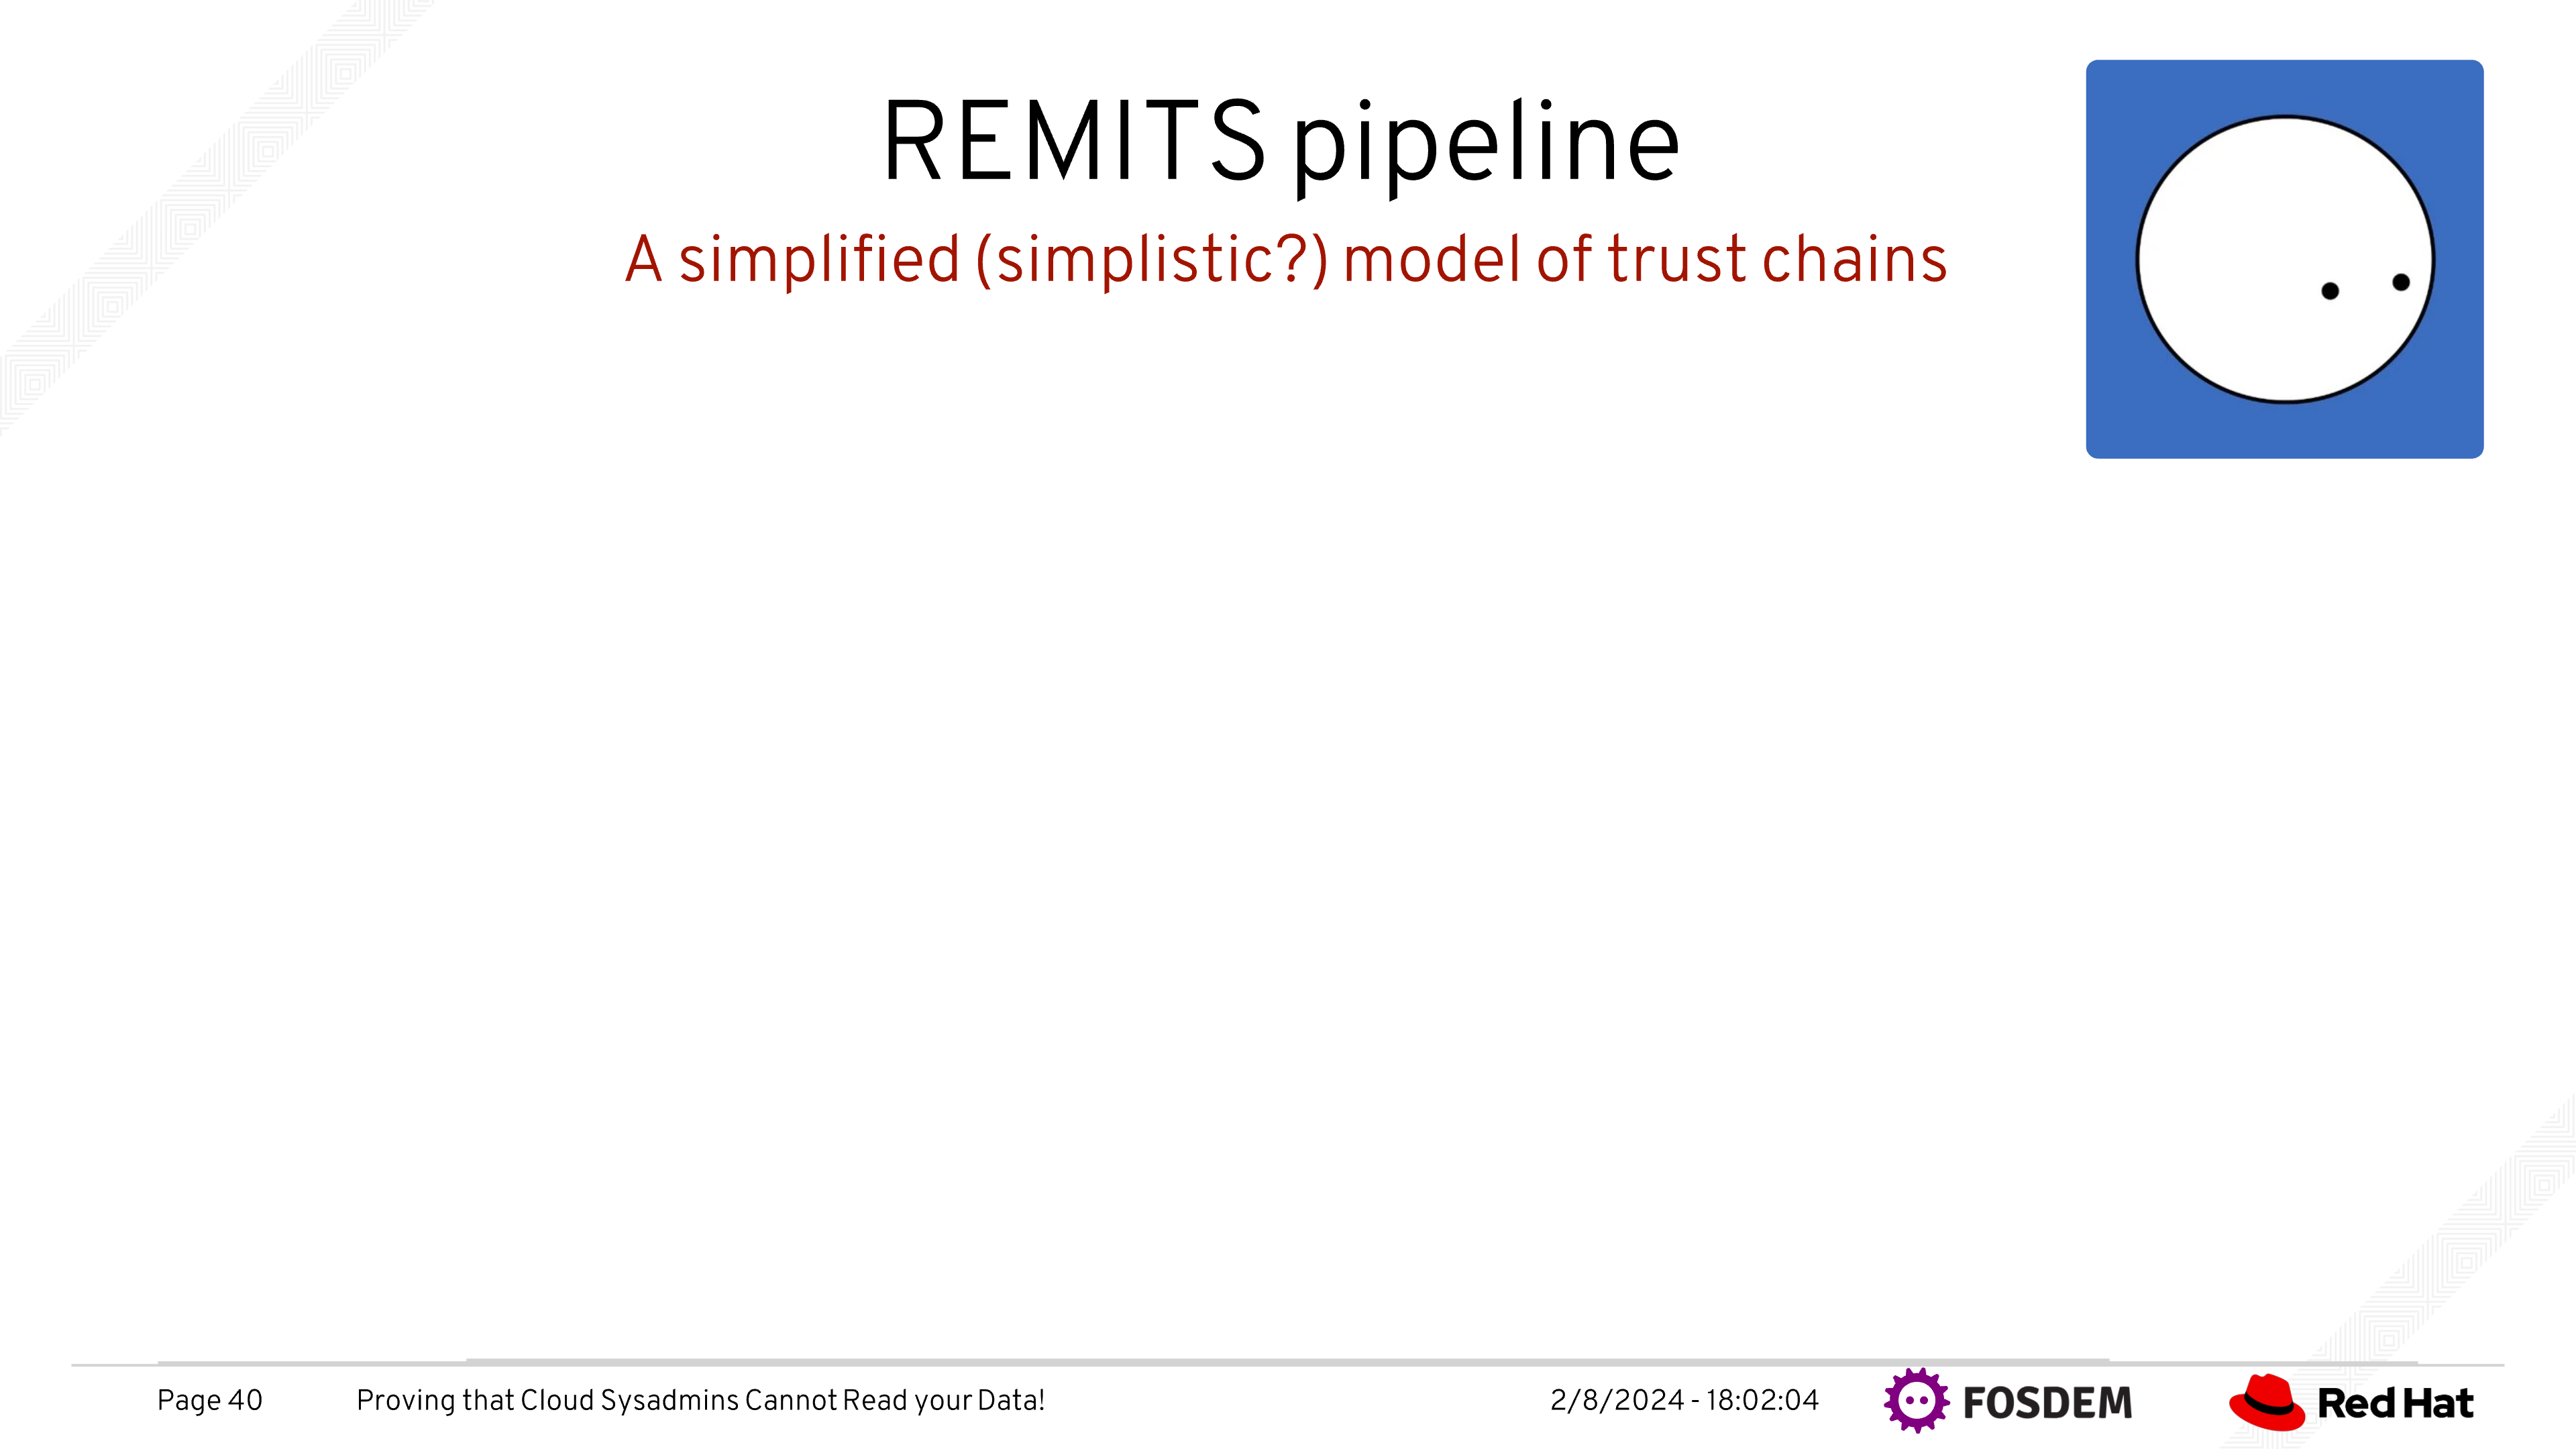 REMITS pipeline
A simplified (simplistic?) model of trust chains
Page 40
Proving that Cloud Sysadmins Cannot Read your Data!
2/8/2024 - 18:02:04
FOSDEM
Red Hat